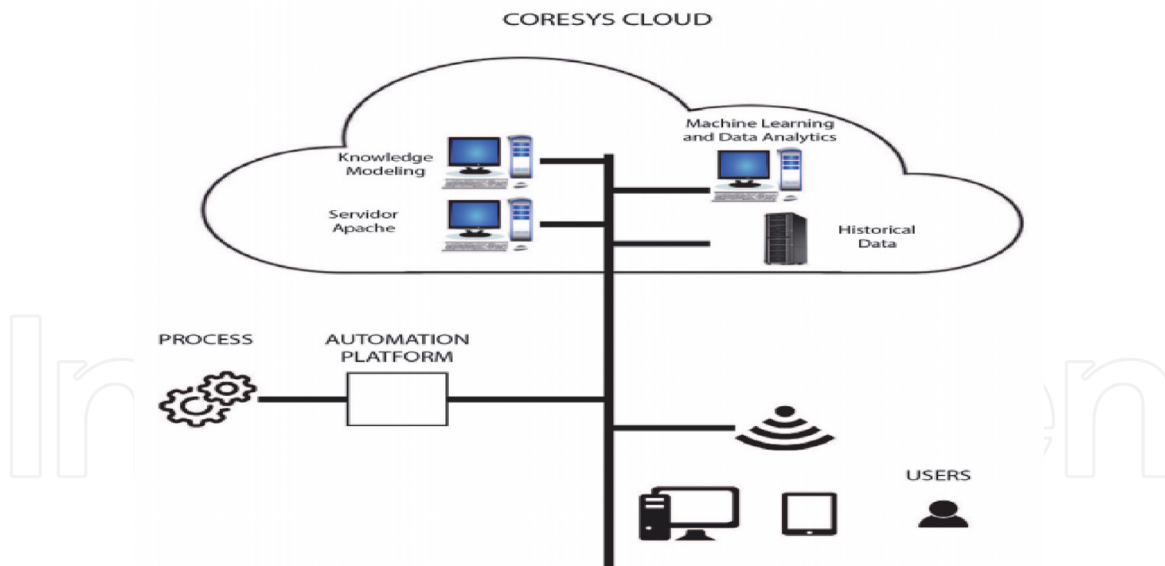 CORESYS CLOUD
Machine Learning
and Data Analytics
Knowledge
Modeling
Servidor
Apache
Historical
Data
PROCESS
AUTOMATION
PLATFORM
USERS